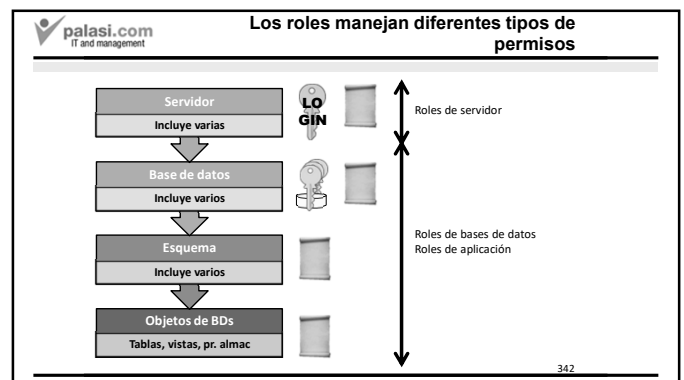 palasi.com
IT and management
Los roles manejan diferentes tipos de
permisos
Servidor
Incluye varias
LO
GIN
Roles de servidor
Base de datos
Incluye varios
Esquema
Incluye varios
Roles de bases de datos
Roles de aplicación
Objetos de BDs
Tablas, vistas, pr. almac
342